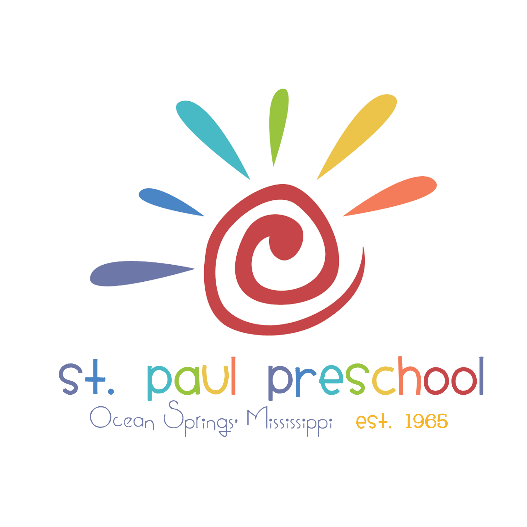 st. paul preschool
Ocean Springs, Mississippi est. 1965